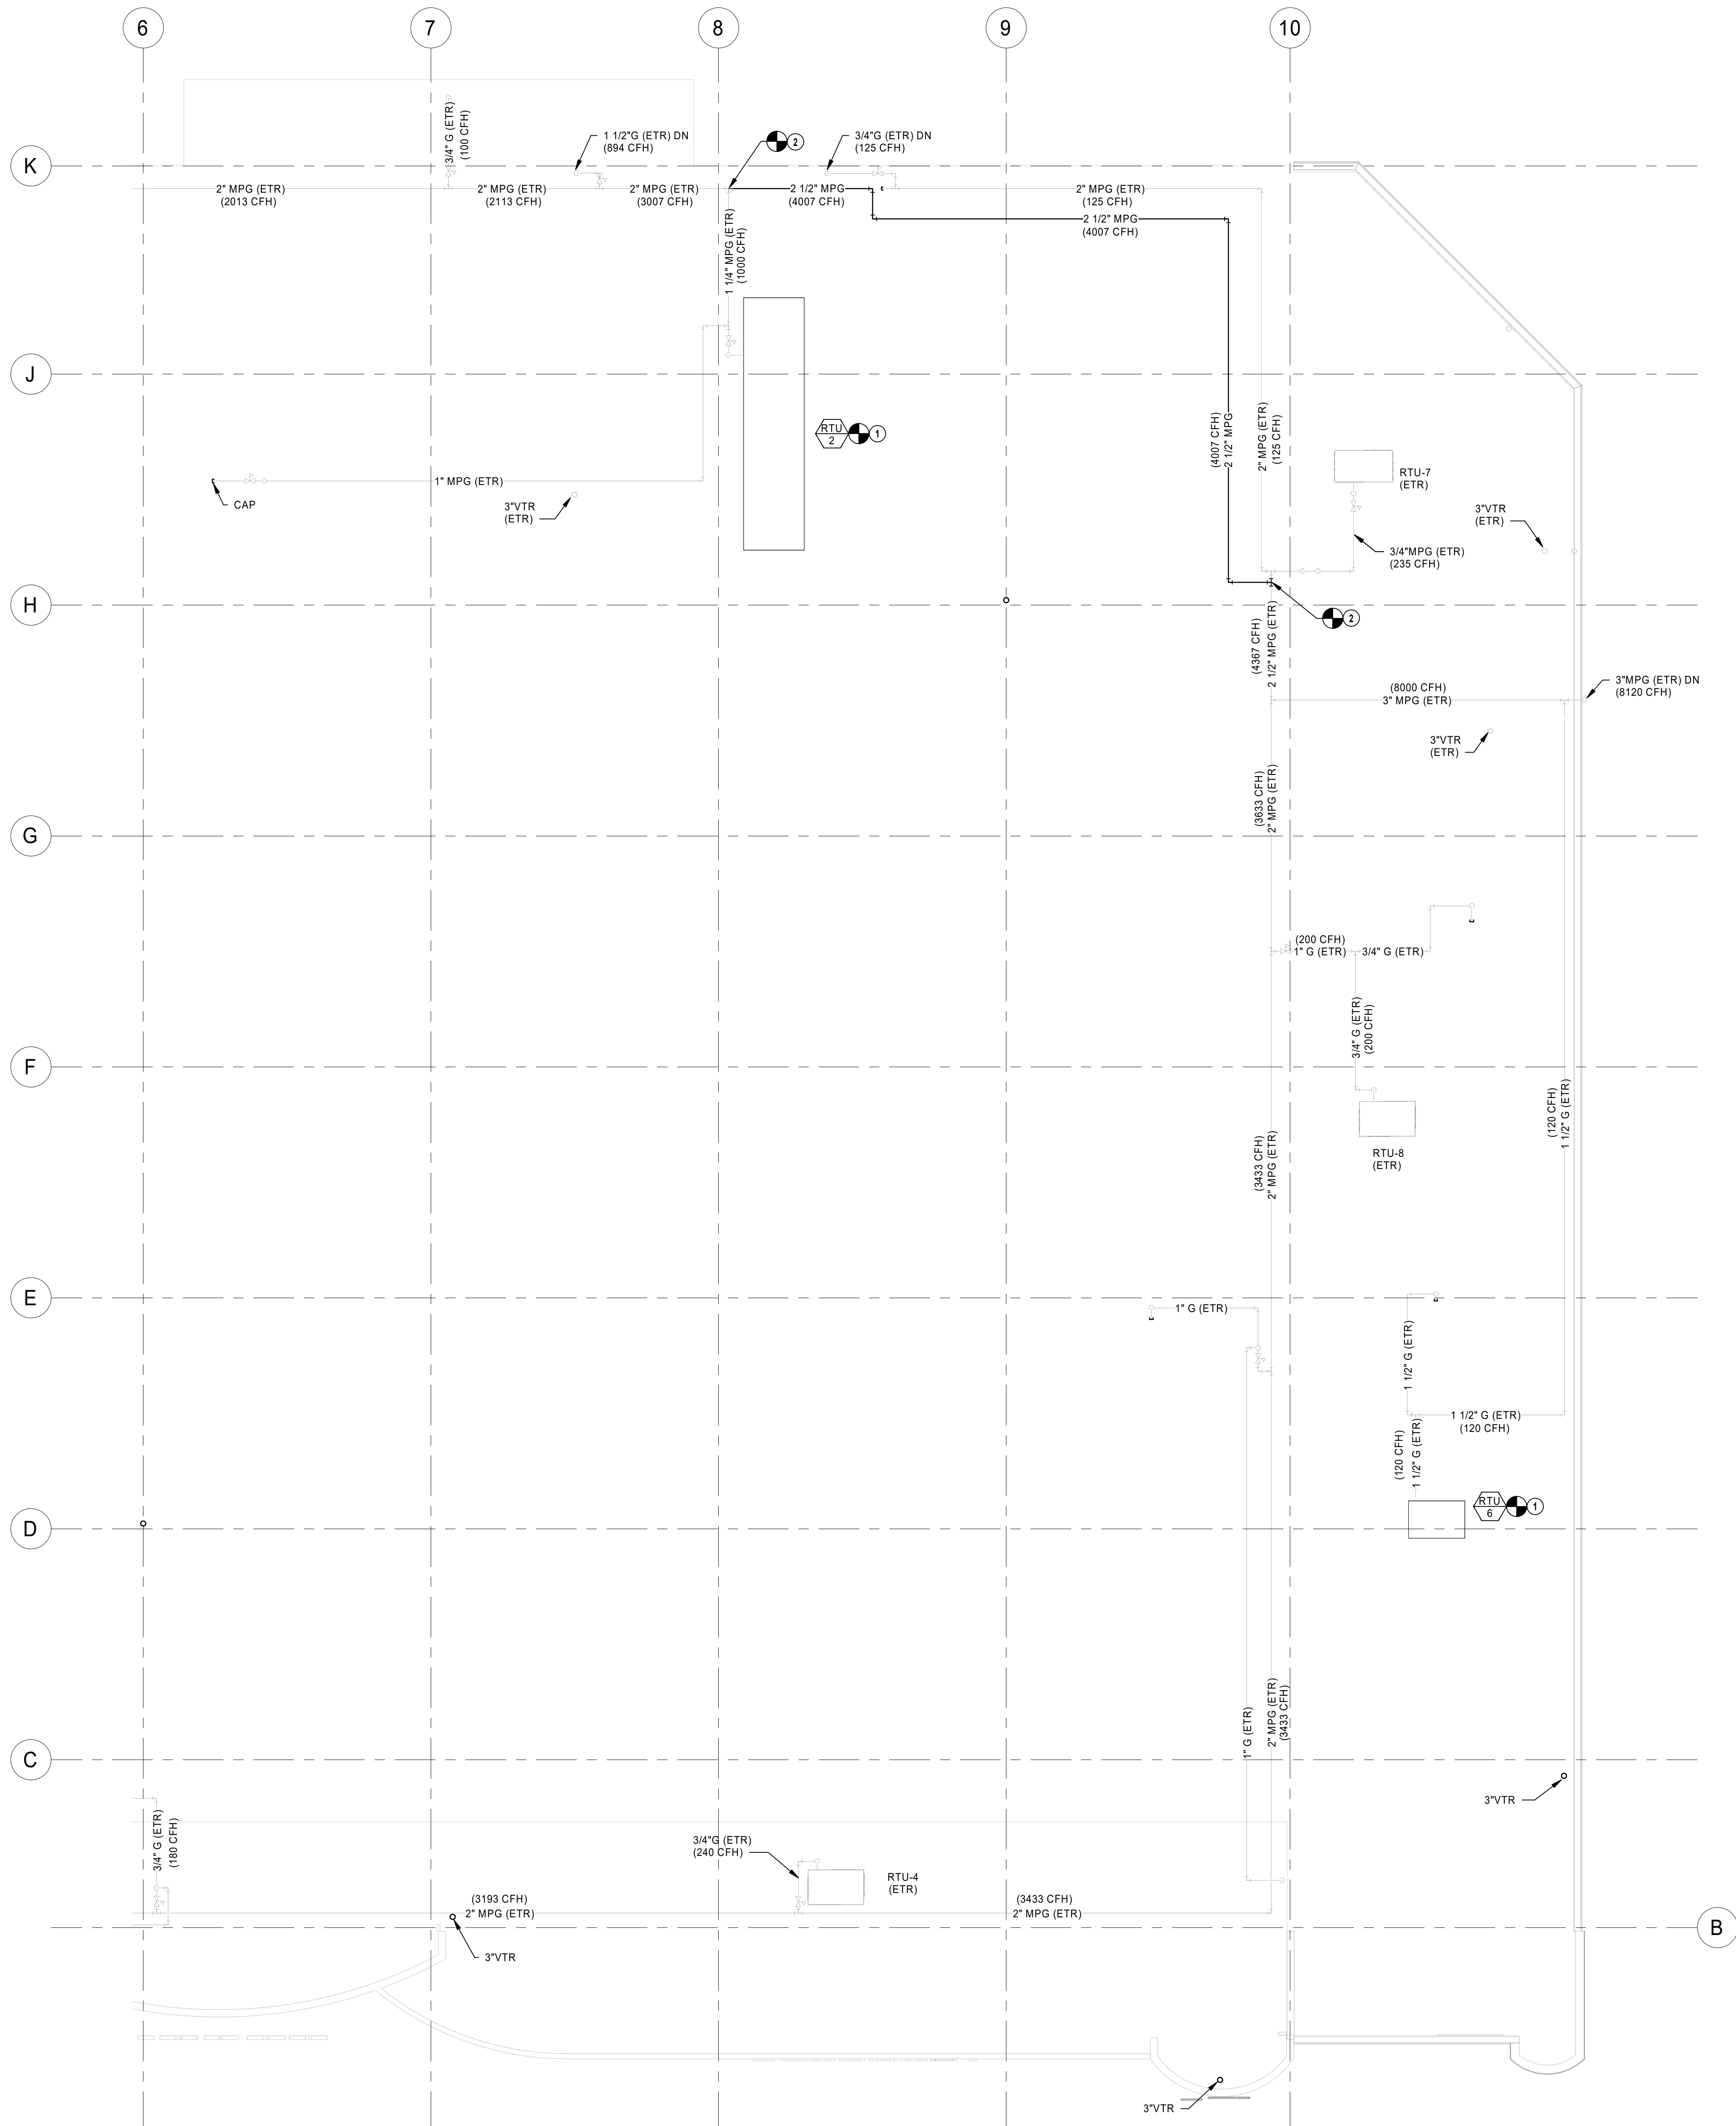 6
7
8
9
10
K
J
H
G
F
E
D
C
B
3/4" G (ETR)
(100 CFH)
1 1/2"G (ETR) DN
(894 CFH)
2
3/4"G (ETR) DN
(125 CFH)
2" MPG (ETR)
(2013 CFH)
2" MPG (ETR)
(2113 CFH)
2" MPG (ETR)
(3007 CFH)
2 1/2" MPG
(4007 CFH)
2" MPG (ETR)
(125 CFH)
2 1/2" MPG
(4007 CFH)
1 1/4" MPG (ETR)
(1000 CFH)
RTU
2
1
(4007 CFH)
2 1/2" MPG
2" MPG (ETR)
(125 CFH)
RTU-7
(ETR)
1" MPG (ETR)
CAP
3"VTR
(ETR)
3"VTR
(ETR)
3/4"MPG (ETR)
(235 CFH)
2
(4367 CFH)
2 1/2" MPG (ETR)
(8000 CFH)
3" MPG (ETR)
3"MPG (ETR) DN
(8120 CFH)
3"VTR
(ETR)
(3633 CFH)
2" MPG (ETR)
(200 CFH)
1" G (ETR)
3/4" G (ETR)
3/4" G (ETR)
(200 CFH)
RTU-8
(ETR)
(120 CFH)
1 1/2" G (ETR)
(3433 CFH)
2" MPG (ETR)
1" G (ETR)
1 1/2" G (ETR)
1 1/2" G (ETR)
(120 CFH)
(120 CFH)
1 1/2" G (ETR)
RTU
6
1
1" G (ETR)
2" MPG (ETR)
(3433 CFH)
3"VTR
3/4" G (ETR)
(180 CFH)
3/4"G (ETR)
(240 CFH)
RTU-4
(ETR)
(3193 CFH)
2" MPG (ETR)
(3433 CFH)
2" MPG (ETR)
3"VTR
3"VTR